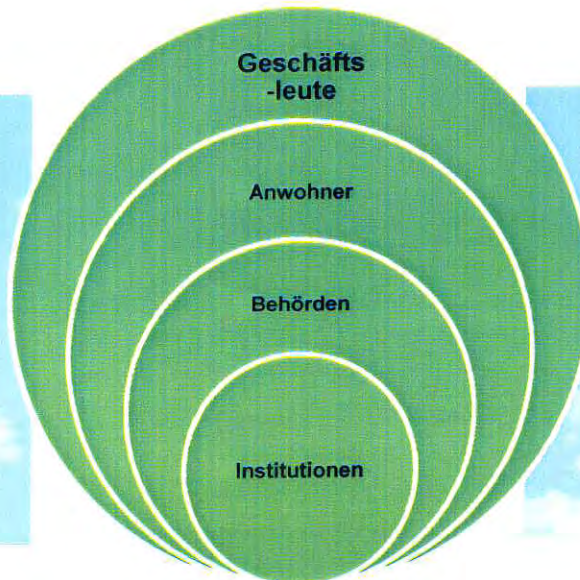 Geschäfts
-leute
Anwohner
Behörden
Institutionen